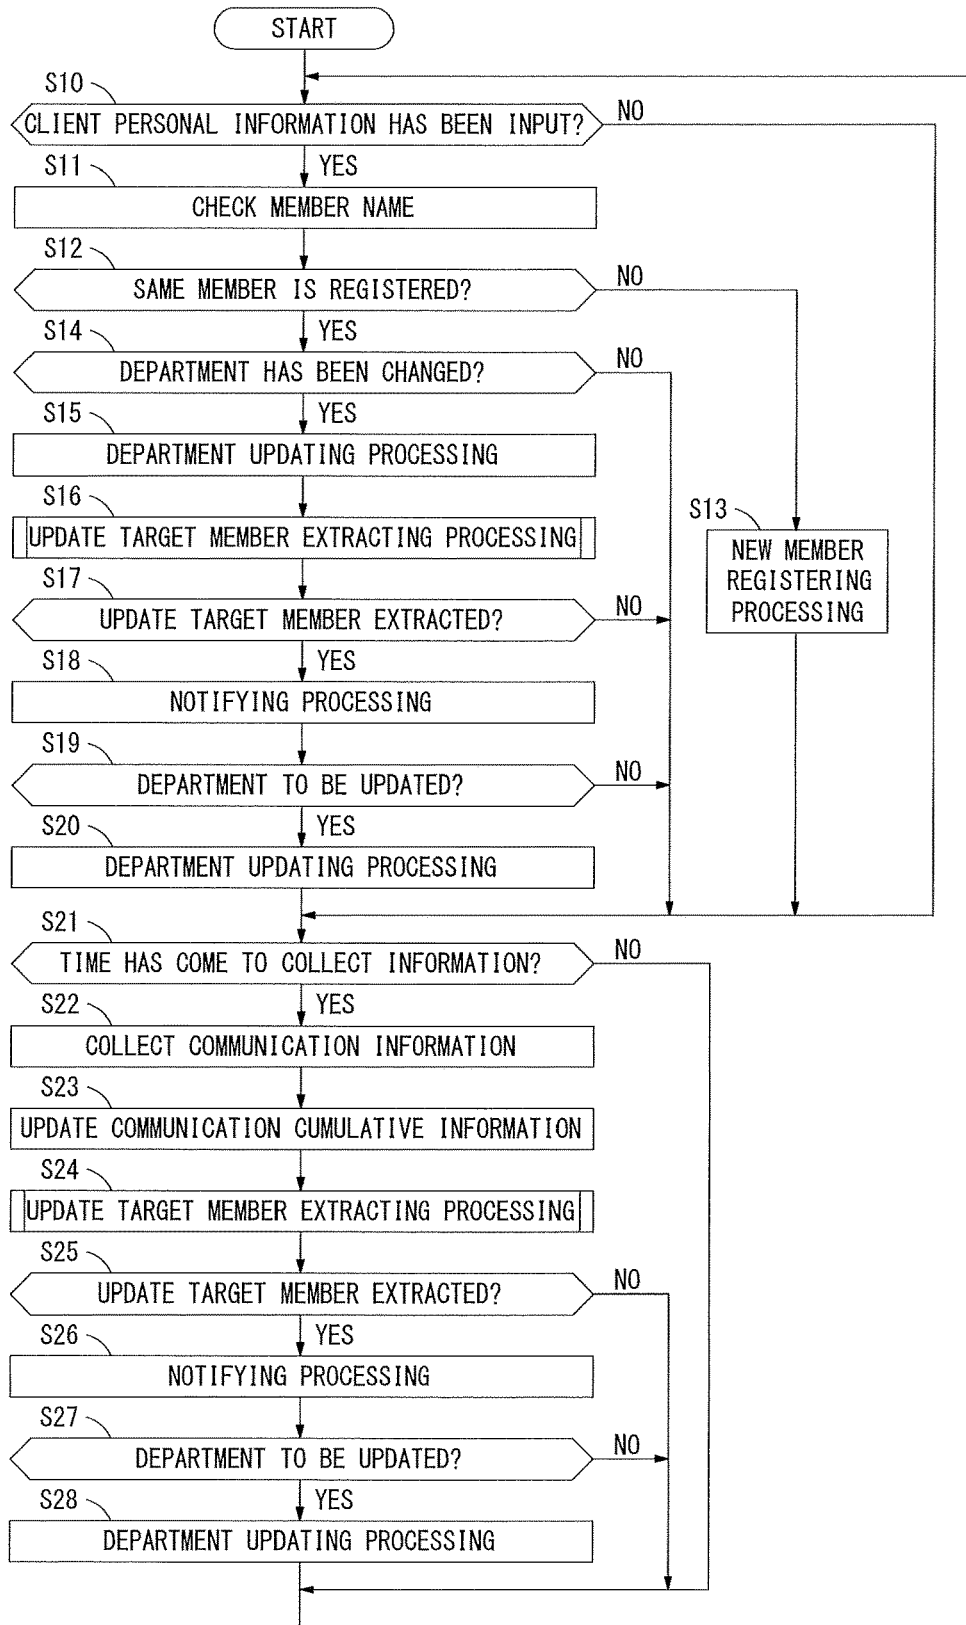 START
S10
CLIENT PERSONAL INFORMATION HAS BEEN INPUT?
NO
YES
S11
CHECK MEMBER NAME
S12
SAME MEMBER IS REGISTERED?
NO
YES
S14
DEPARTMENT HAS BEEN CHANGED?
NO
YES
S15
DEPARTMENT UPDATING PROCESSING
S16
UPDATE TARGET MEMBER EXTRACTING PROCESSING
S13
NEW MEMBER
REGISTERING
PROCESSING
S17
UPDATE TARGET MEMBER EXTRACTED?
NO
YES
S18
NOTIFYING PROCESSING
S19
DEPARTMENT TO BE UPDATED?
NO
YES
S20
DEPARTMENT UPDATING PROCESSING
S21
TIME HAS COME TO COLLECT INFORMATION?
NO
YES
S22
COLLECT COMMUNICATION INFORMATION
S23
UPDATE COMMUNICATION CUMULATIVE INFORMATION
S24
UPDATE TARGET MEMBER EXTRACTING PROCESSING
S25
UPDATE TARGET MEMBER EXTRACTED?
NO
YES
S26
NOTIFYING PROCESSING
S27
DEPARTMENT TO BE UPDATED?
NO
YES
S28
DEPARTMENT UPDATING PROCESSING